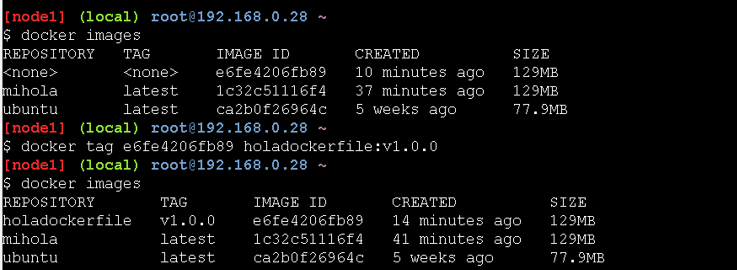 [node1] (local) root@192.168.0.28 ~
$ docker images
REPOSITORY TAG IMAGE ID CREATED SIZE
<none> <none> e6fe4206fb89 10 minutes ago 129MB
mihola latest 1c32c51116f4 37 minutes ago 129MB
ubuntu latest ca2b0f26964c 5 weeks ago 77.9MB
[node1] (local) root@192.168.0.28 ~
$ docker tag e6fe4206fb89 holadockerfile:v1.0.0
[node1] (local) root@192.168.0.28 ~
$ docker images
REPOSITORY TAG IMAGE ID CREATED SIZE
holadockerfile v1.0.0 e6fe4206fb89 14 minutes ago 129MB
mihola latest 1c32c51116f4 41 minutes ago 129MB
ubuntu latest ca2b0f26964c 5 weeks ago 77.9MB